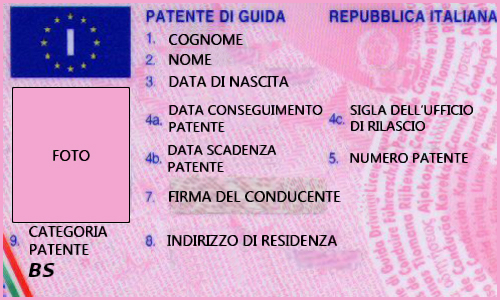 PATENTE DI GUIDA REPUBBLICA ITALIANA
I
1. COGNOME
2. NOME
3. DATA DI NASCITA
4a. DATA CONSEGUIMENTO
PATENTE
4c. SIGLA DELL'UFFICIO
DI RILASCIO
FOTO
4b. DATA SCADENZA
PATENTE
5. NUMERO PATENTE
7. FIRMA DEL CONDUCENTE
9. CATEGORIA
PATENTE
BS
8. INDIRIZZO DI RESIDENZA